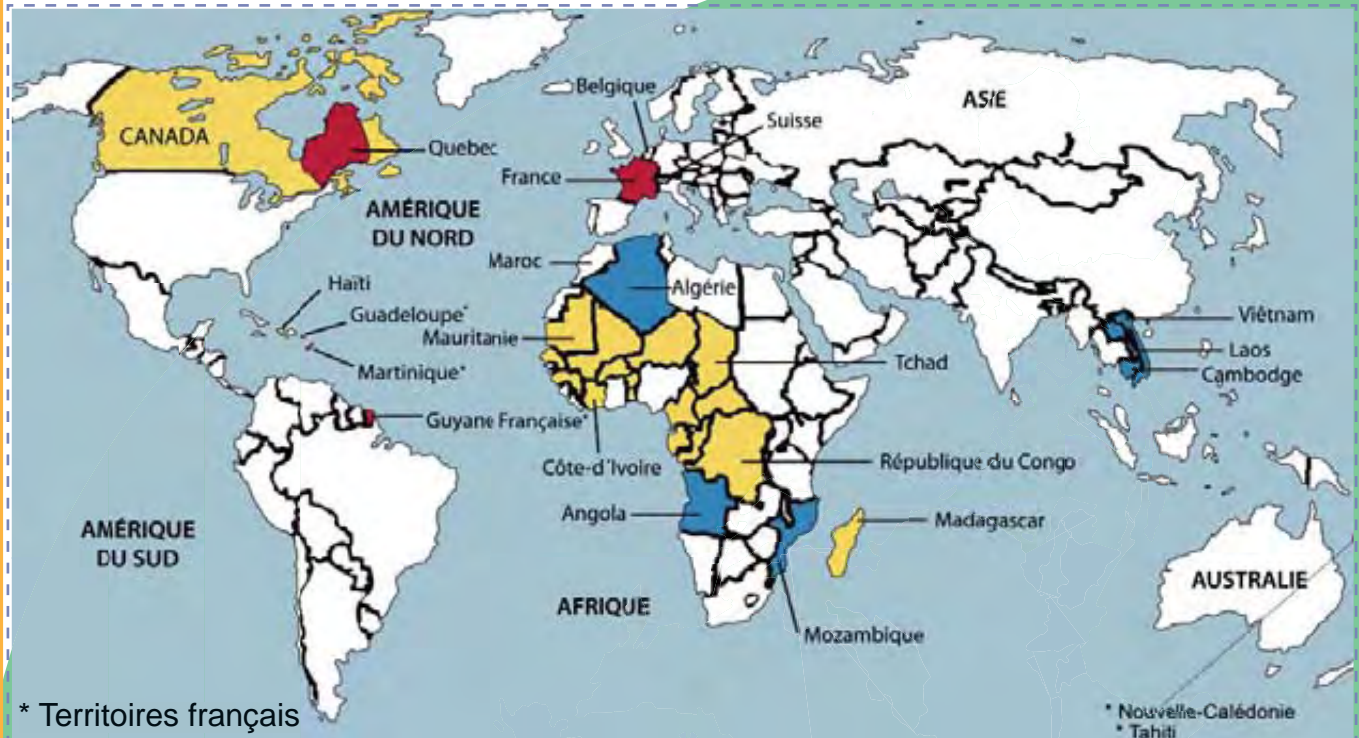 Belgique
ASIE
Suisse
CANADA
Quebec
France
AMÉRIQUE
DU NORD
Maroc
Algérie
Haïti
Guadeloupe*
Mauritanie
Martinique*
Viêtnam
Laos
Cambodge
Tchad
Guyane Française*
Côte-d'Ivoire
République du Congo
Angola
Madagascar
AMÉRIQUE
DU SUD
AFRIQUE
AUSTRALIE
Mozambique
* Territoires français
* Nouvelle-Calédonie
* Tahiti